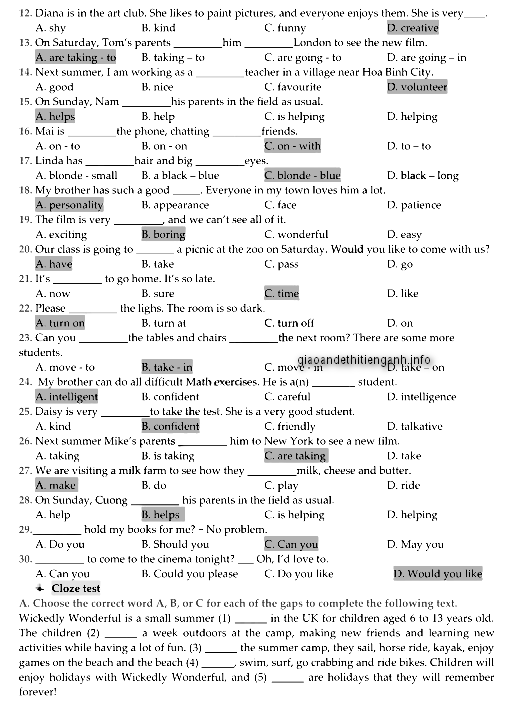 12. Diana is in the art club. She likes to paint pictures, and everyone enjoys them. She is very____.
A. shy B. kind C. funny D. creative
13. On Saturday, Tom's parents _________him _________London to see the new film.
A. are taking - to B. taking – to C. are going - to D. are going – in
14. Next summer, I am working as a _________teacher in a village near Hoa Binh City.
A. good B. nice C. favourite D. volunteer
15. On Sunday, Nam _________his parents in the field as usual.
A. helps B. help C. is helping D. helping
16. Mai is _________the phone, chatting _________friends.
A. on - to B. on - on C. on - with D. to – to
17. Linda has _________hair and big _________eyes.
A. blonde - small B. a black – blue C. blonde - blue D. black – long
18. My brother has such a good _____. Everyone in my town loves him a lot.
A. personality B. appearance C. face D. patience
19. The film is very _________, and we can't see all of it.
A. exciting B. boring C. wonderful D. easy
20. Our class is going to _______ a picnic at the zoo on Saturday. Would you like to come with us?
A. have B. take C. pass D. go
21. It's _________ to go home. It's so late.
A. now B. sure C. time D. like
22. Please _________ the lighs. The room is so dark.
A turn on B. turn at C. turn off D. on
23. Can you _________the tables and chairs _________the next room? There are some more
students.
giaoandethitienganh.info
A. move - to B. take - in C. move - in D. take – on
24. My brother can do all difficult Math exercises. He is a(n) ________ student.
A. intelligent B. confident C. careful D. intelligence
25. Daisy is very _________to take the test. She is a very good student.
A. kind B. confident C. friendly D. talkative
26. Next summer Mike's parents _________ him to New York to see a new film.
A. taking B. is taking C. are taking D. take
27. We are visiting a milk farm to see how they _________milk, cheese and butter.
A. make B. do C. play D. ride
28. On Sunday, Cuong _________ his parents in the field as usual.
A. help B. helps C. is helping D. helping
29._________ hold my books for me? – No problem.
A. Do you B. Should you C. Can you D. May you
30. _________ to come to the cinema tonight? __ Oh, I'd love to.
A. Can you B. Could you please C. Do you like D. Would you like
Cloze test
A. Choose the correct word A, B, or C for each of the gaps to complete the following text.
Wickedly Wonderful is a small summer (1) ______ in the UK for children aged 6 to 13 years old.
The children (2) ______ a week outdoors at the camp, making new friends and learning new
activities while having a lot of fun. (3) ______ the summer camp, they sail, horse ride, kayak, enjoy
games on the beach and the beach (4) ______, swim, surf, go crabbing and ride bikes. Children will
enjoy holidays with Wickedly Wonderful, and (5) ______ are holidays that they will remember
forever!